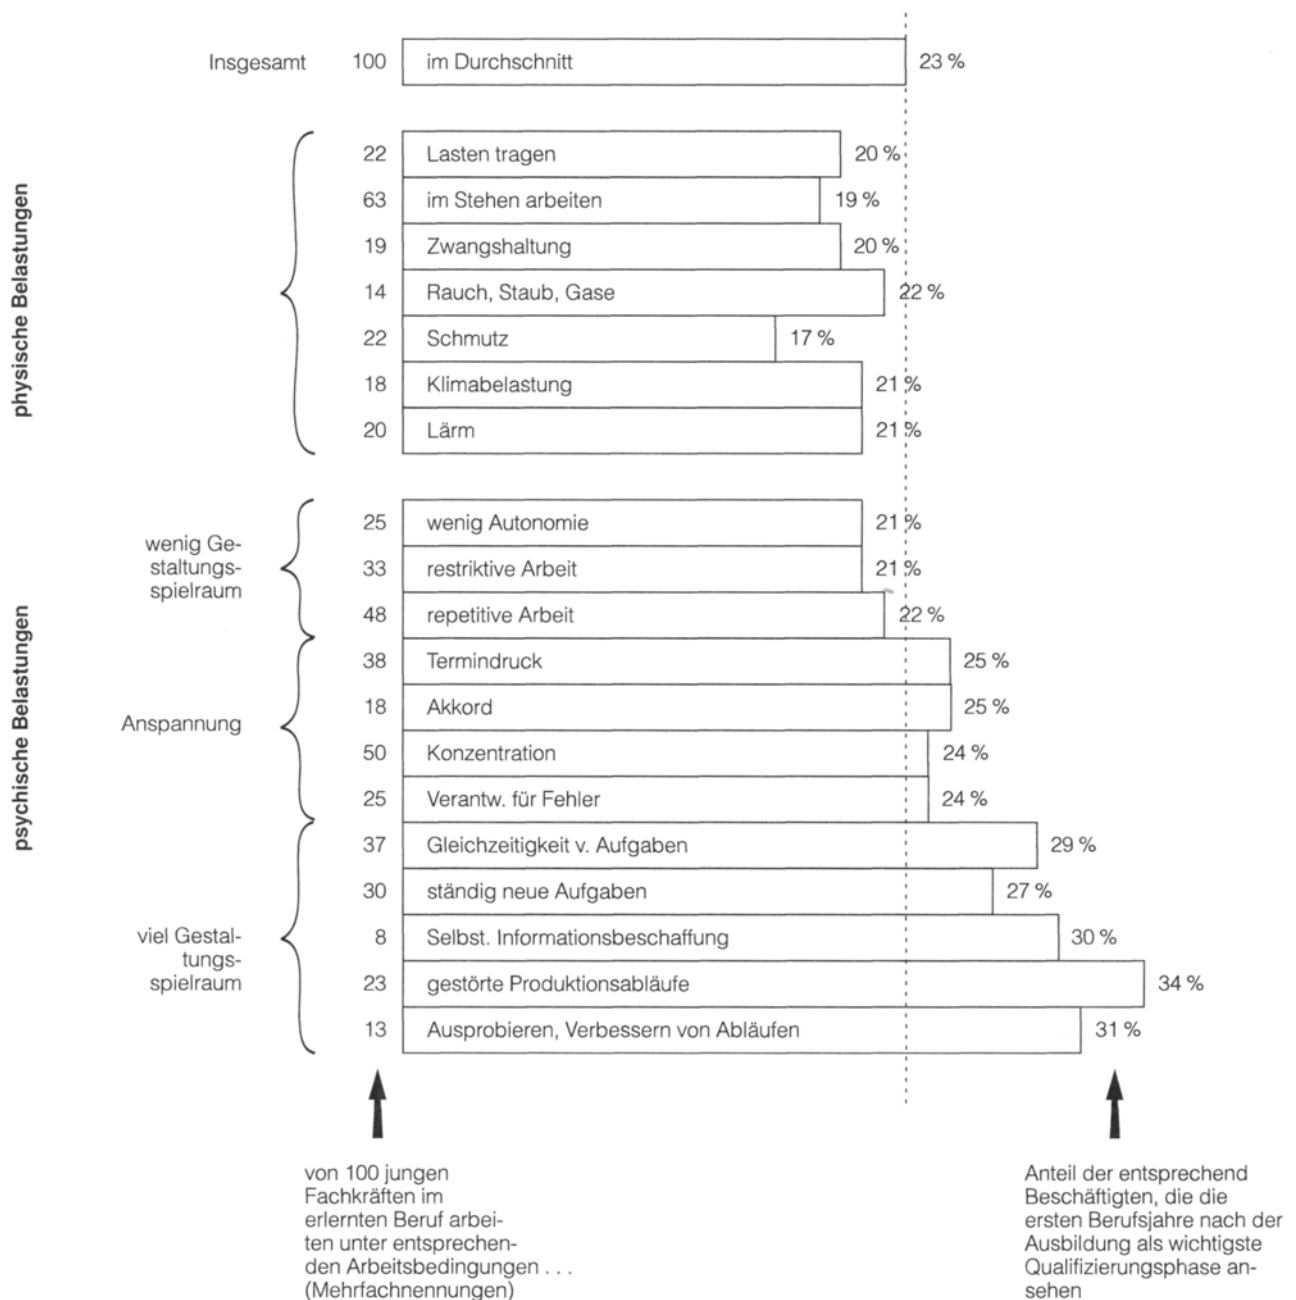 Insgesamt 100 im Durchschnitt 23 %
physische Belastungen
22 Lasten tragen 20 %
63 im Stehen arbeiten 19 %
19 Zwangshaltung 20 %
14 Rauch, Staub, Gase 22 %
22 Schmutz 17 %
18 Klimabelastung 21 %
20 Lärm 21 %
psychische Belastungen
wenig Ge-
staltungs-
spielraum
25 wenig Autonomie 21 %
33 restriktive Arbeit 21 %
48 repetitive Arbeit 22 %
Anspannung
38 Termindruck 25 %
18 Akkord 25 %
50 Konzentration 24 %
25 Verantw. für Fehler 24 %
viel Gestal-
tungs-
spielraum
37 Gleichzeitigkeit v. Aufgaben 29 %
30 ständig neue Aufgaben 27 %
8 Selbst. Informationsbeschaffung 30 %
23 gestörte Produktionsabläufe 34 %
13 Ausprobieren, Verbessern von Abläufen 31 %
von 100 jungen
Fachkräften im
erlernten Beruf arbei-
ten unter entsprechen-
den Arbeitsbedingungen . . .
(Mehrfachnennungen)
Anteil der entsprechend
Beschäftigten, die die
ersten Berufsjahre nach der
Ausbildung als wichtigste
Qualifizierungsphase an-
sehen